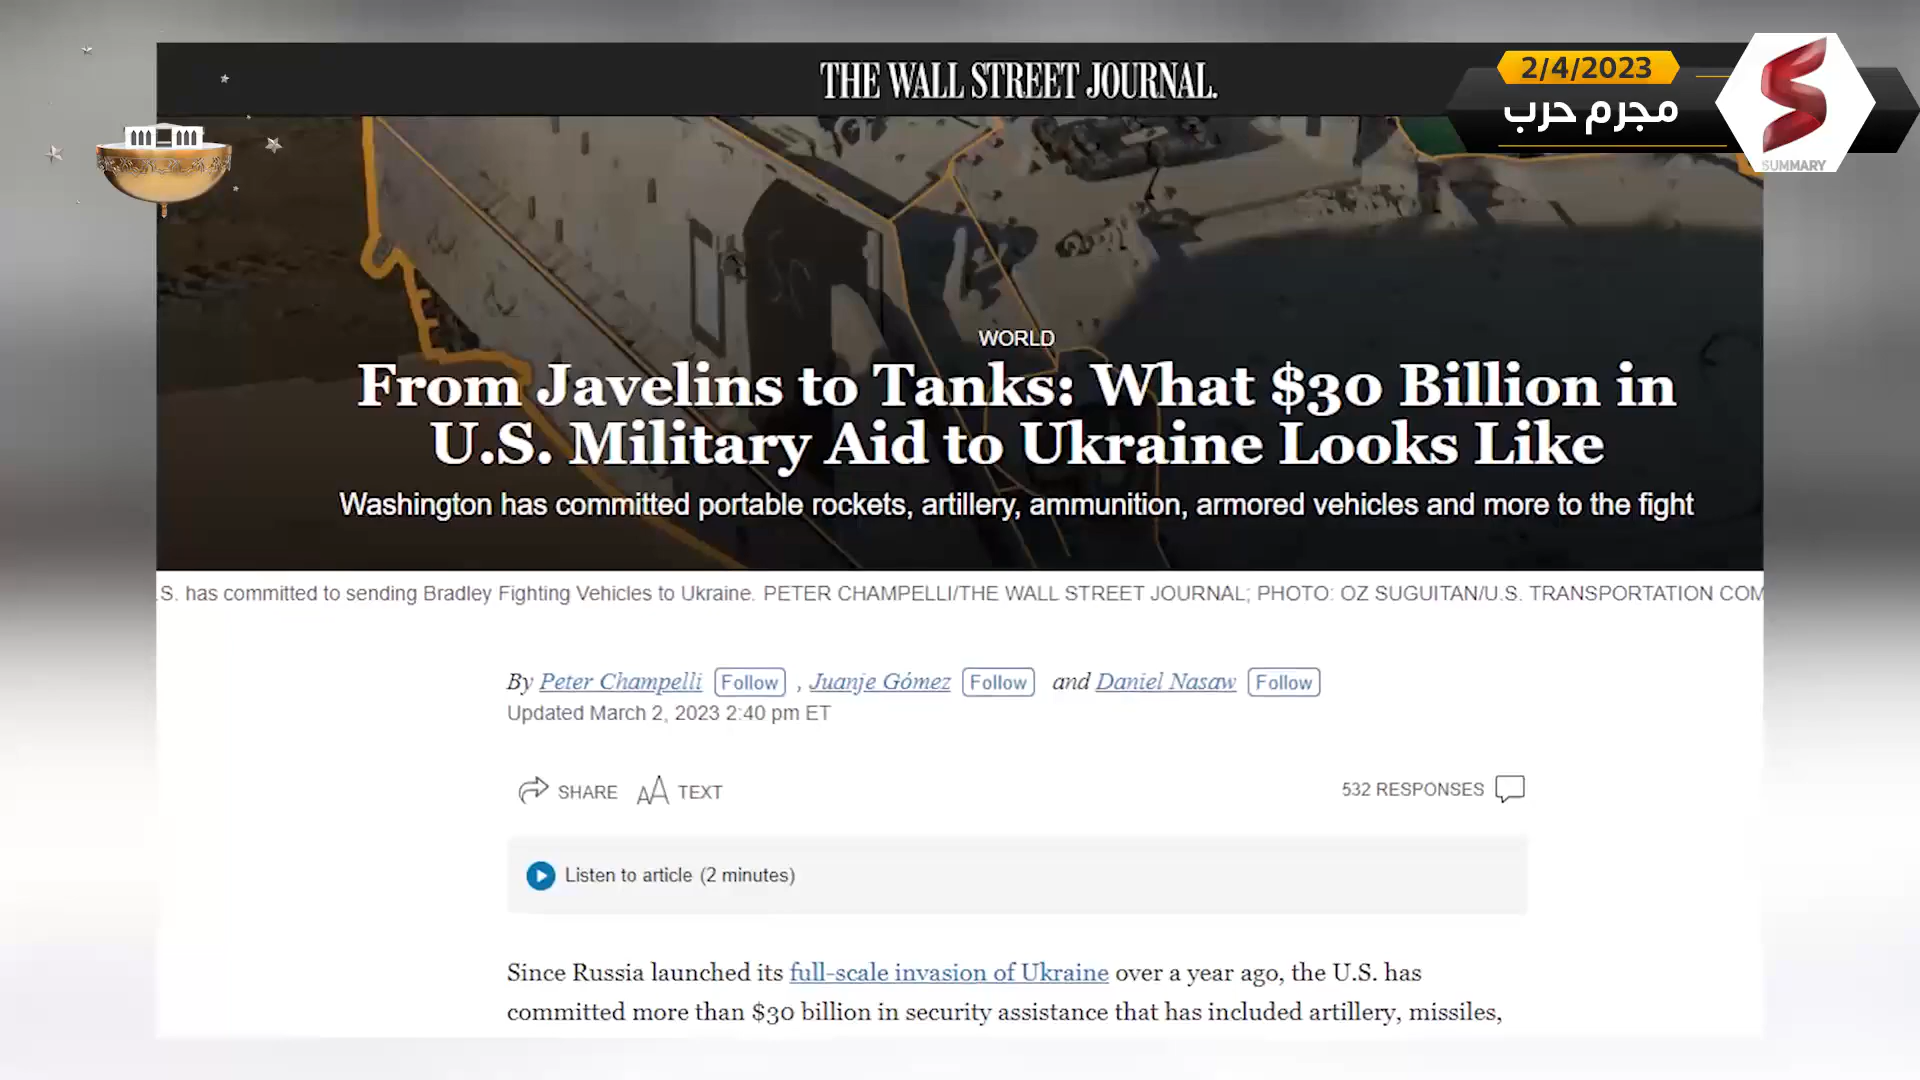 THE WALL STREET JOURNAL.
2/4/2023
مجرم حرب
SUMMARY
WORLD
From Javelins to Tanks: What $30 Billion in
U.S. Military Aid to Ukraine Looks Like
Washington has committed portable rockets, artillery, ammunition, armored vehicles and more to the fight
.S. has committed to sending Bradley Fighting Vehicles to Ukraine. PETER CHAMPELLI/THE WALL STREET JOURNAL; PHOTO: OZ SUGUITAN/U.S. TRANSPORTATION COM
By Peter Champelli Follow , Juanje Gómez Follow and Daniel Nasaw Follow
Updated March 2, 2023 2:40 pm ET
SHARE AA TEXT
532 RESPONSES
Listen to article (2 minutes)
Since Russia launched its full-scale invasion of Ukraine over a year ago, the U.S. has
committed more than $30 billion in security assistance that has included artillery, missiles,